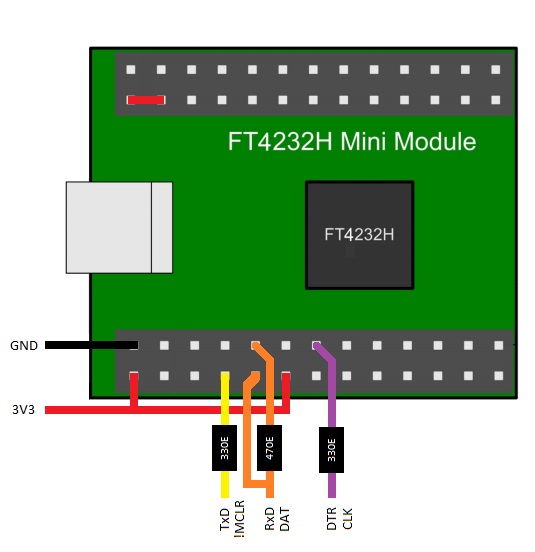 FT4232H Mini Module
FT4232H
GND
3V3
330E
470E
330E
TxD
!MCLR
RxD
DAT
DTR
CLK